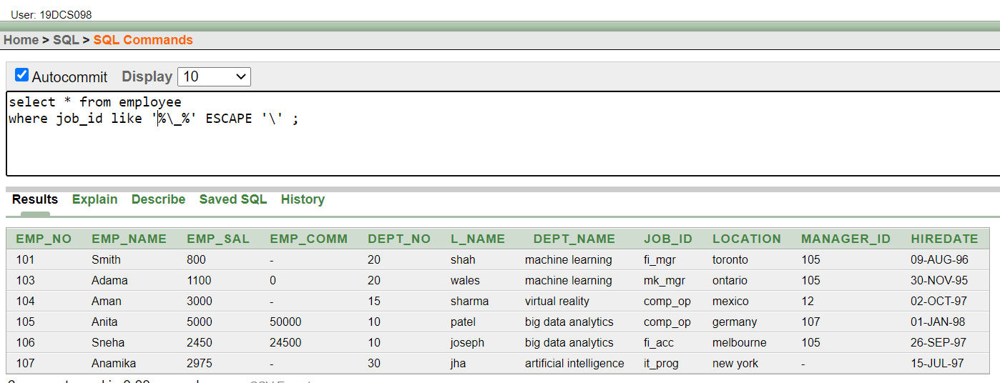 User: 19DCS098
Home > SQL > SQL Commands
Autocommit Display 10
select * from employee
where job_id like '%\_%' ESCAPE '\' ;
Results Explain Describe Saved SQL History
EMP_NO EMP_NAME EMP_SAL EMP_COMM DEPT_NO L_NAME DEPT_NAME JOB_ID LOCATION MANAGER_ID HIREDATE
101 Smith 800 - 20 shah machine learning fi_mgr toronto 105 09-AUG-96
103 Adama 1100 0 20 wales machine learning mk_mgr ontario 105 30-NOV-95
104 Aman 3000 - 15 sharma virtual reality comp_op mexico 12 02-OCT-97
105 Anita 5000 50000 10 patel big data analytics comp_op germany 107 01-JAN-98
106 Sneha 2450 24500 10 joseph big data analytics fi_acc melbourne 105 26-SEP-97
107 Anamika 2975 - 30 jha artificial intelligence it_prog new york - 15-JUL-97